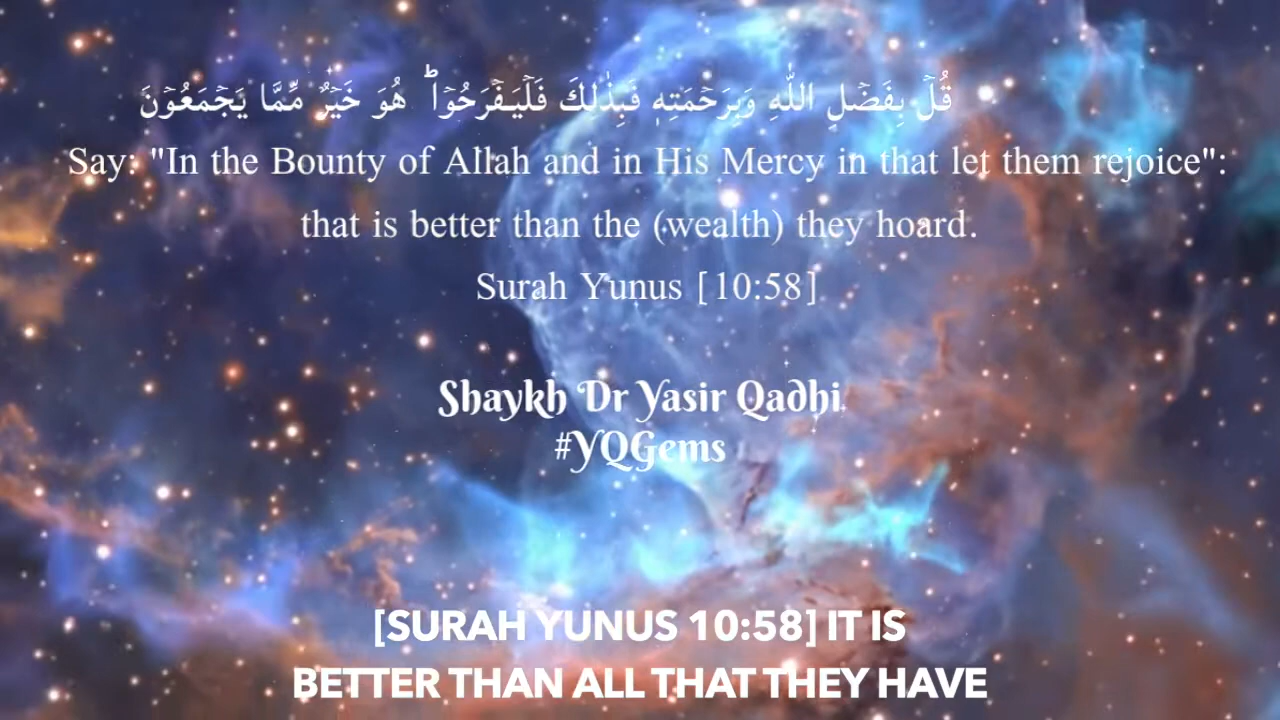 قُلۡ بِفَضۡلِ اللّٰهِ وَبِرَحۡمَتِهٖ فَبِذٰلِكَ فَلۡيَـفۡرَحُوۡا ؕ هُوَ خَيۡرٌ مِّمَّا يَجۡمَعُوۡنَ
Say: "In the Bounty of Allah and in His Mercy in that let them rejoice":
that is better than the (wealth) they hoard.
Surah Yunus [10:58]
Shaykh Dr Yasir Qadhi
#YQGems
[SURAH YUNUS 10:58] IT IS
BETTER THAN ALL THAT THEY HAVE